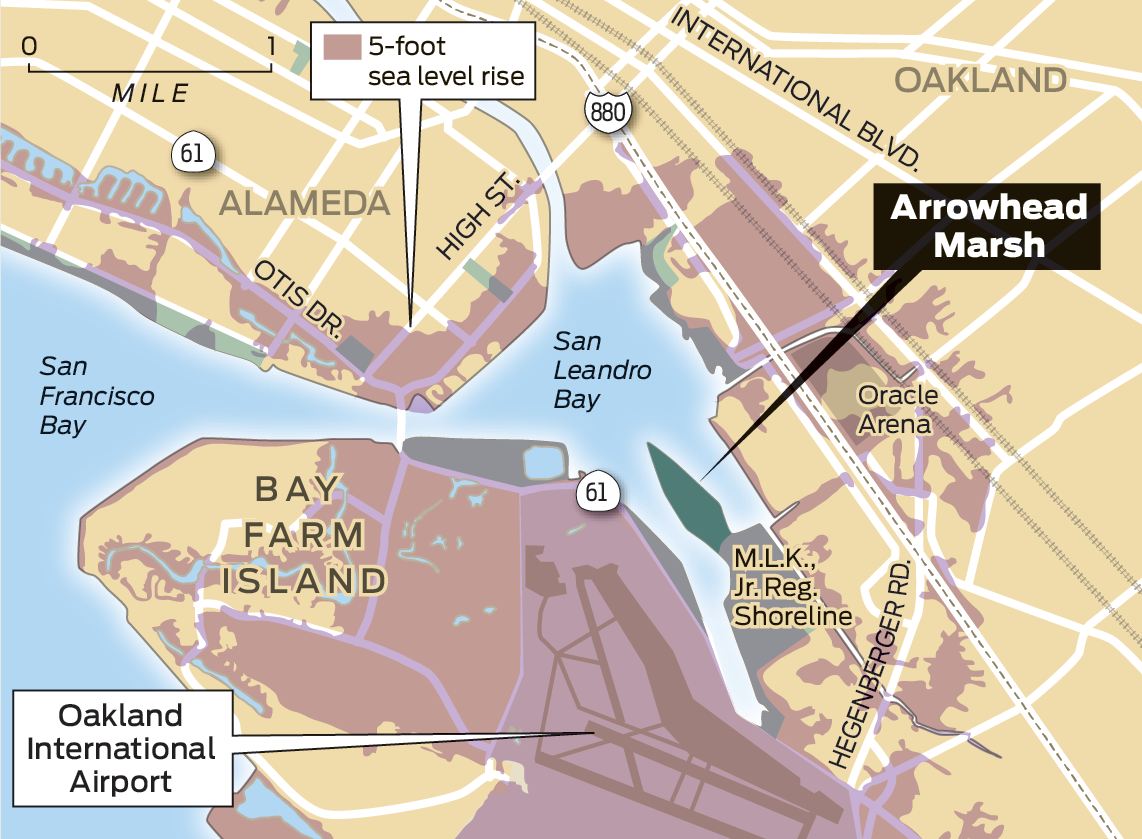 0 1
MILE
5-foot
sea level rise
INTERNATIONAL BLVD.
OAKLAND
880
61
ALAMEDA
HIGH ST.
Arrowhead
Marsh
OTIS DR.
San
Francisco
Bay
San
Leandro
Bay
Oracle
Arena
BAY
FARM
ISLAND
61
M.L.K.,
Jr. Reg.
Shoreline
HEGENBERGER RD.
Oakland
International
Airport